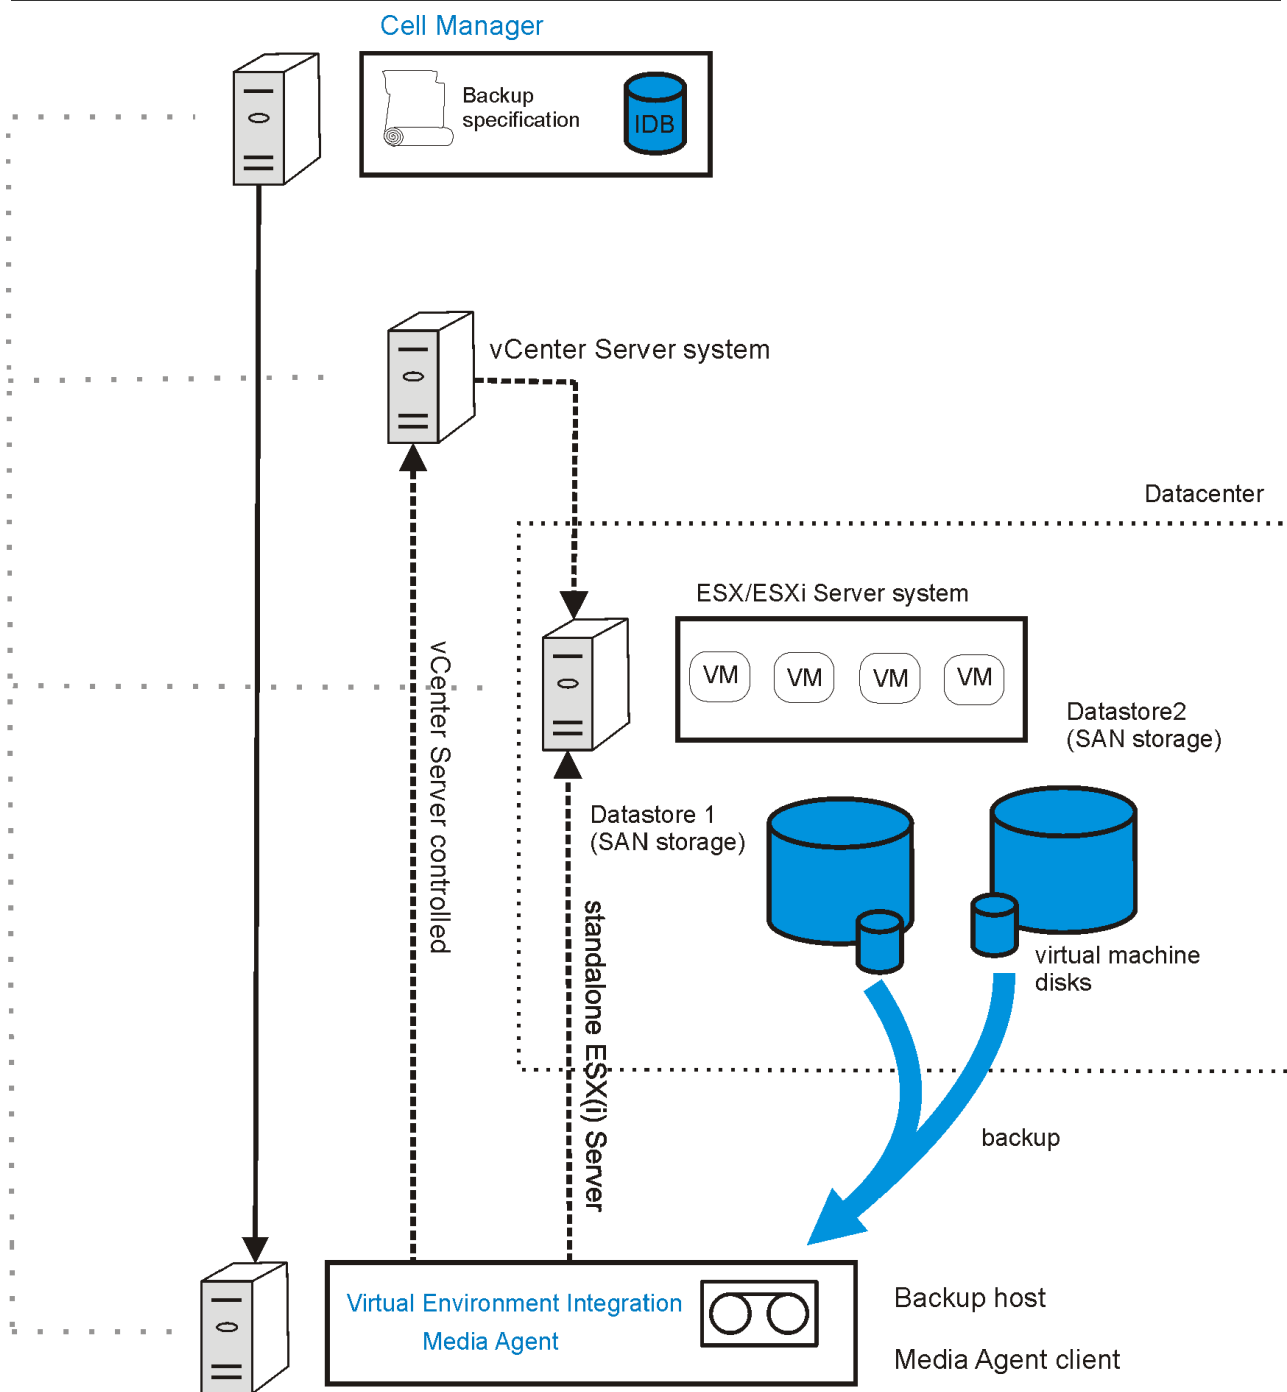 Cell Manager
Backup
specification
IDB
vCenter Server system
Datacenter
ESX/ESXi Server system
VM VM VM VM
Datastore2
(SAN storage)
Datastore 1
(SAN storage)
vCenter Server controlled
standalone ESX(i) Server
virtual machine
disks
backup
Virtual Environment Integration
Media Agent
Backup host
Media Agent client